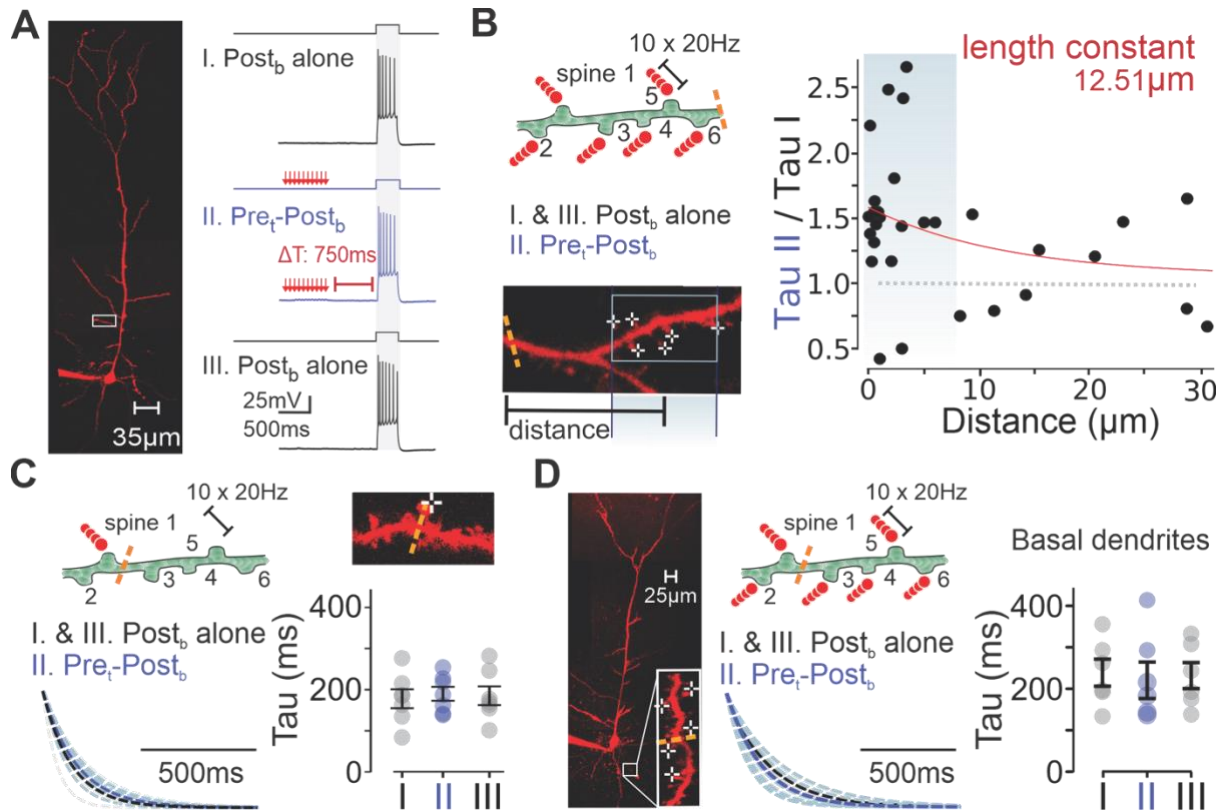 A
I. Post_b alone
II. Pre_t-Post_b
ΔT: 750ms
III. Post_b alone
25mV
500ms
35µm
B
10 x 20Hz
spine 1
5
2
3
4
6
I. & III. Post_b alone
II. Pre_t-Post_b
distance
length constant
12.51µm
Tau II / Tau I
2.5
2.0
1.5
1.0
0.5
0
10
20
30
Distance (µm)
C
10 x 20Hz
spine 1
5
2
3
4
6
I. & III. Post_b alone
II. Pre_t-Post_b
500ms
Tau (ms)
400
200
0
I II III
D
25µm
10 x 20Hz
spine 1
5
2
3
4
6
I. & III. Post_b alone
II. Pre_t-Post_b
500ms
Basal dendrites
Tau (ms)
400
200
0
I II III